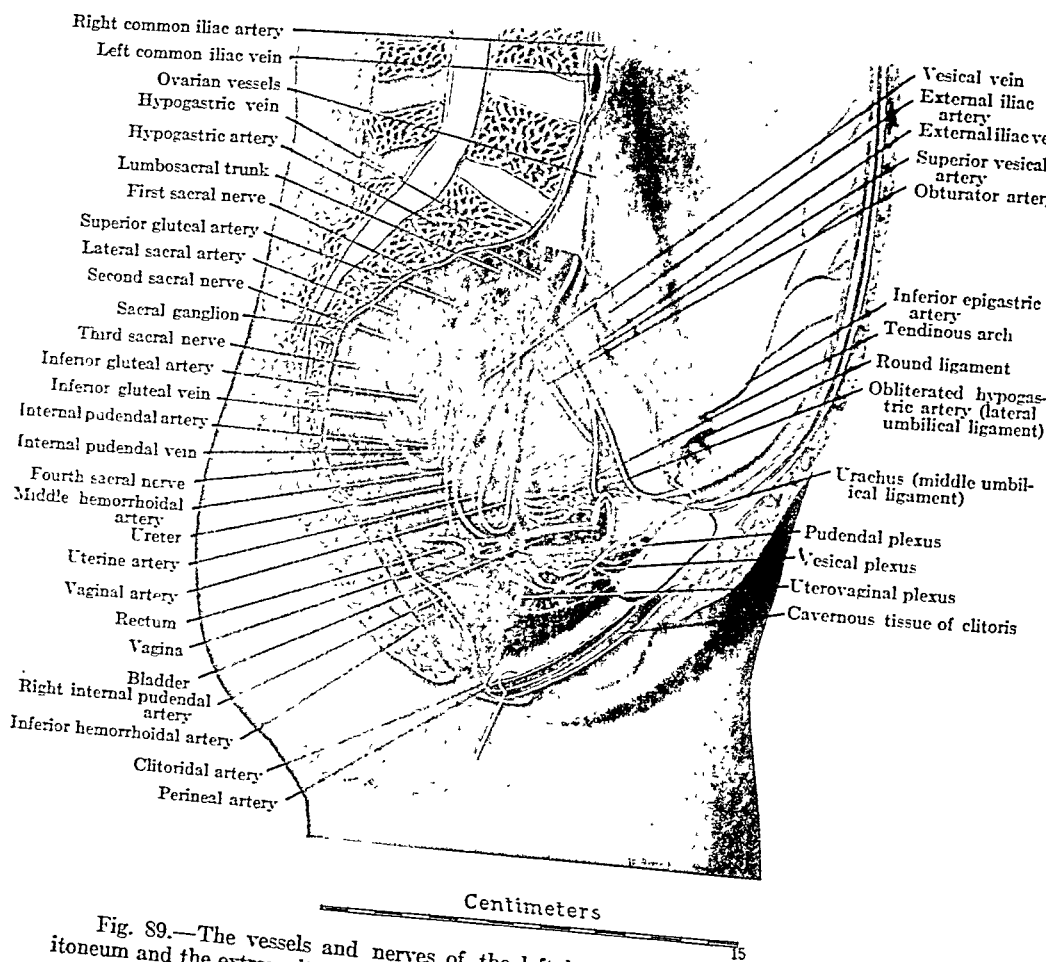 Right common iliac artery
Left common iliac vein
Ovarian vessels
Hypogastric vein
Hypogastric artery
Lumbosacral trunk
First sacral nerve
Superior gluteal artery
Lateral sacral artery
Second sacral nerve
Sacral ganglion
Third sacral nerve
Inferior gluteal artery
Inferior gluteal vein
Internal pudendal artery
Internal pudendal vein
Fourth sacral nerve
Middle hemorrhoidal
artery
Ureter
Uterine artery
Vaginal artery
Rectum
Vagina
Bladder
Right internal pudendal
artery
Inferior hemorrhoidal artery
Clitoridal artery
Perineal artery
Vesical vein
External iliac
artery
External iliac ve
Superior vesical
artery
Obturator arter
Inferior epigastric
artery
Tendinous arch
Round ligament
Obliterated hypogas-
tric artery (lateral
umbilical ligament)
Urachus (middle umbil-
ical ligament)
Pudendal plexus
Vesical plexus
Uterovaginal plexus
Cavernous tissue of clitoris
Centimeters
15
Fig. 89.—The vessels and nerves of the left
itoneum and the